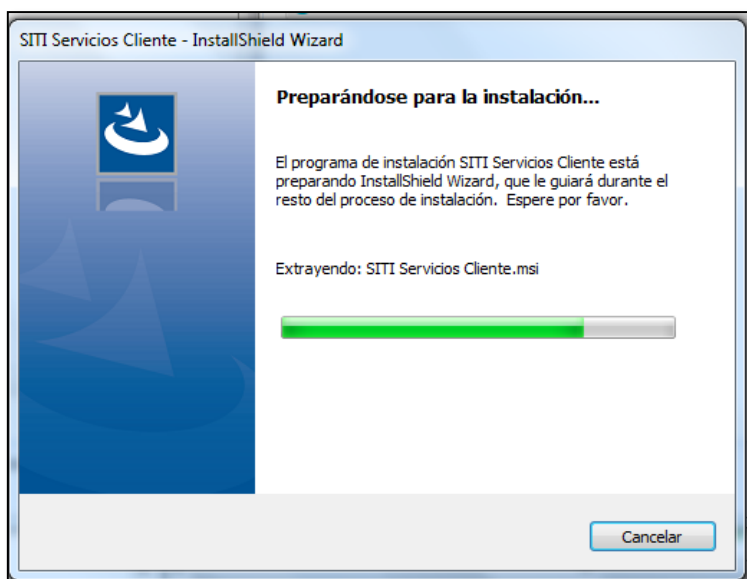 SITI Servicios Cliente - InstallShield Wizard
Preparándose para la instalación...
El programa de instalación SITI Servicios Cliente está
preparando InstallShield Wizard, que le guiará durante el
resto del proceso de instalación. Espere por favor.
Extrayendo: SITI Servicios Cliente.msi
Cancelar